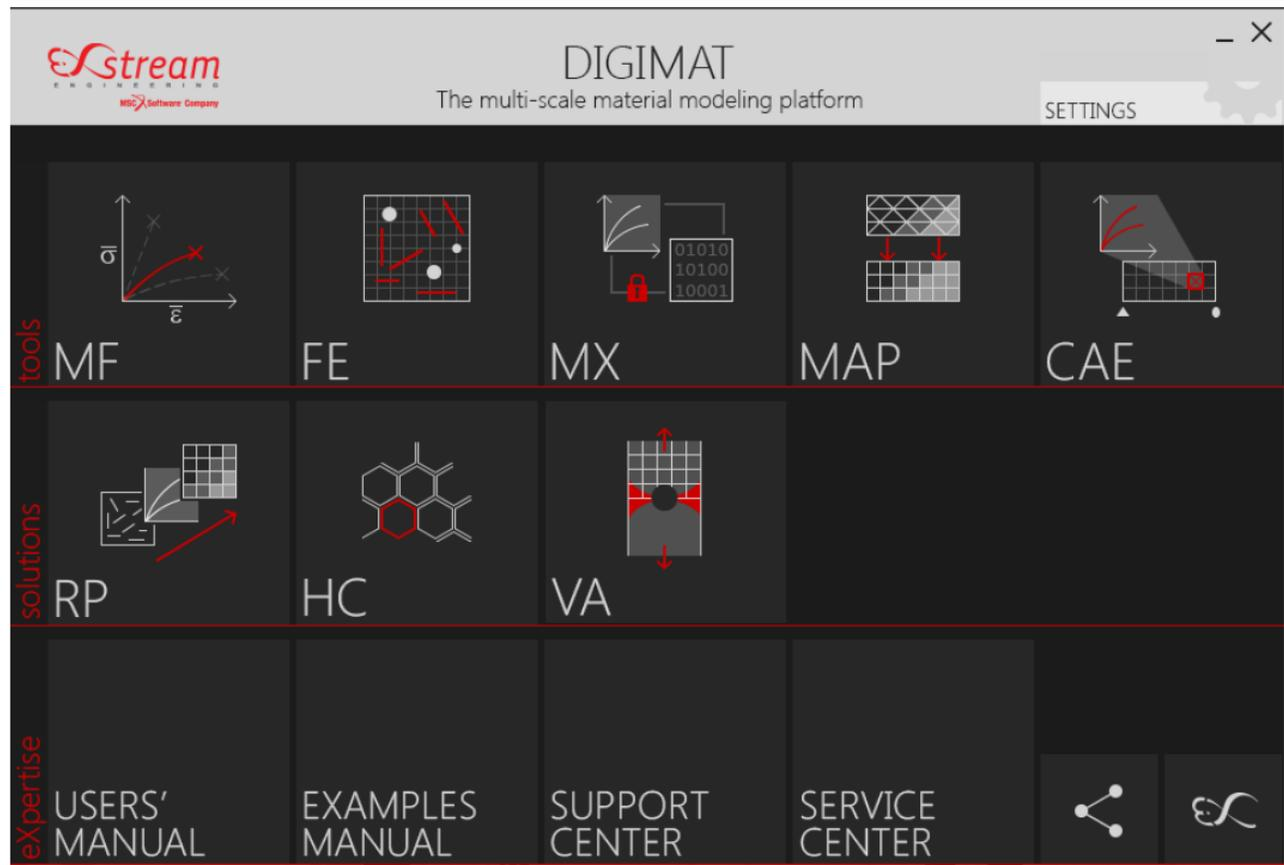 eXstream
ENGINEERING
MSC Software Company
DIGIMAT
The multi-scale material modeling platform
SETTINGS
tools
σ
ε
MF
FE
01010
10100
10001
MX
MAP
CAE
solutions
RP
HC
VA
eXpertise
USERS'
MANUAL
EXAMPLES
MANUAL
SUPPORT
CENTER
SERVICE
CENTER
eX